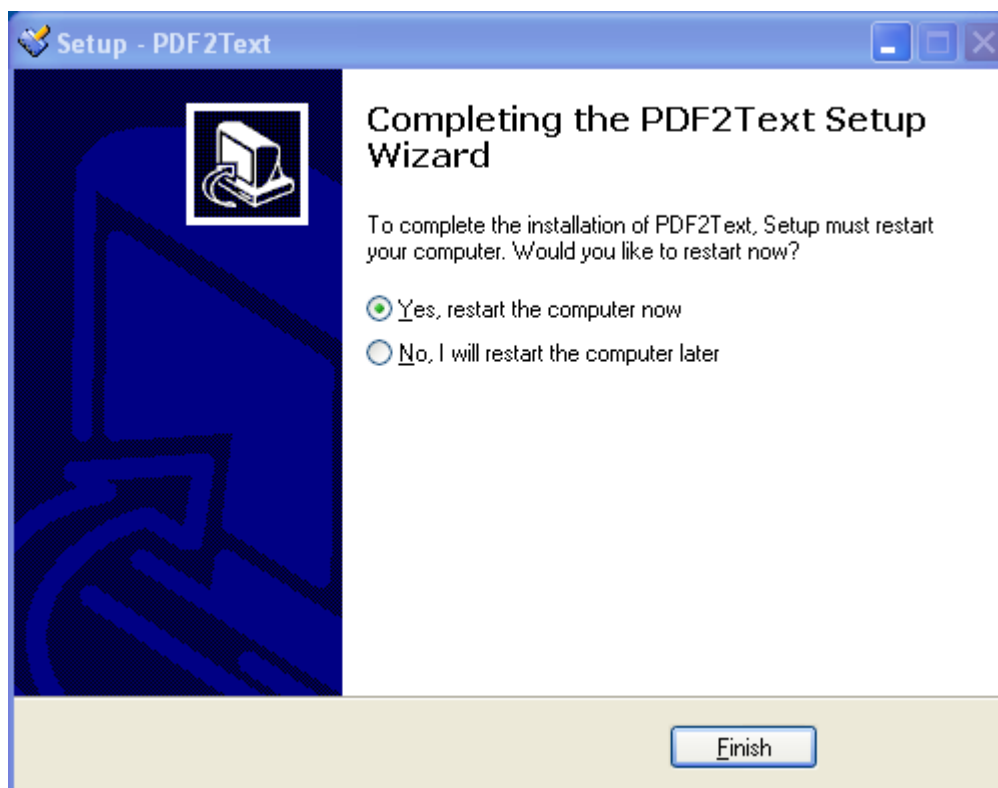 Setup - PDF2Text
Completing the PDF2Text Setup
Wizard
To complete the installation of PDF2Text, Setup must restart
your computer. Would you like to restart now?
Yes, restart the computer now
No, I will restart the computer later
Finish